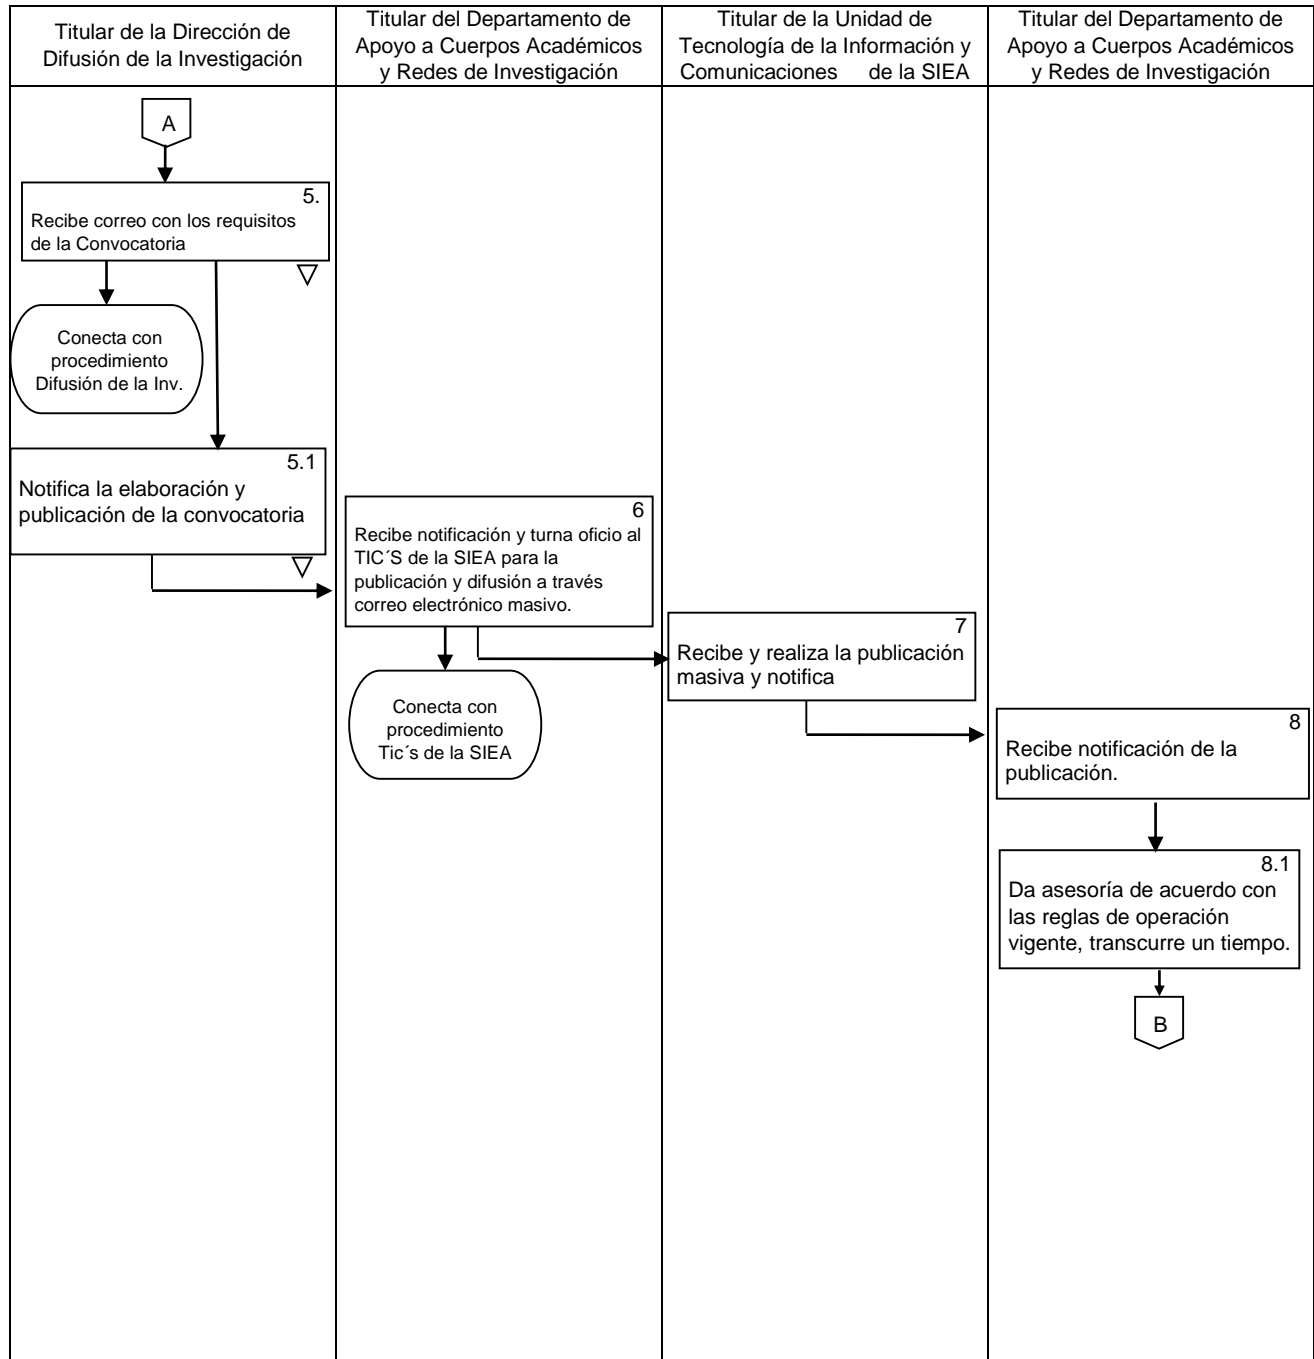 Titular de la Dirección de
Difusión de la Investigación
Titular del Departamento de
Apoyo a Cuerpos Académicos
y Redes de Investigación
Titular de la Unidad de
Tecnología de la Información y
Comunicaciones de la SIEA
Titular del Departamento de
Apoyo a Cuerpos Académicos
y Redes de Investigación
A
5.
Recibe correo con los requisitos
de la Convocatoria
Conecta con
procedimiento
Difusión de la Inv.
5.1
Notifica la elaboración y
publicación de la convocatoria
6
Recibe notificación y turna oficio al
TIC´S de la SIEA para la
publicación y difusión a través
correo electrónico masivo.
Conecta con
procedimiento
Tic´s de la SIEA
7
Recibe y realiza la publicación
masiva y notifica
8
Recibe notificación de la
publicación.
8.1
Da asesoría de acuerdo con
las reglas de operación
vigente, transcurre un tiempo.
B